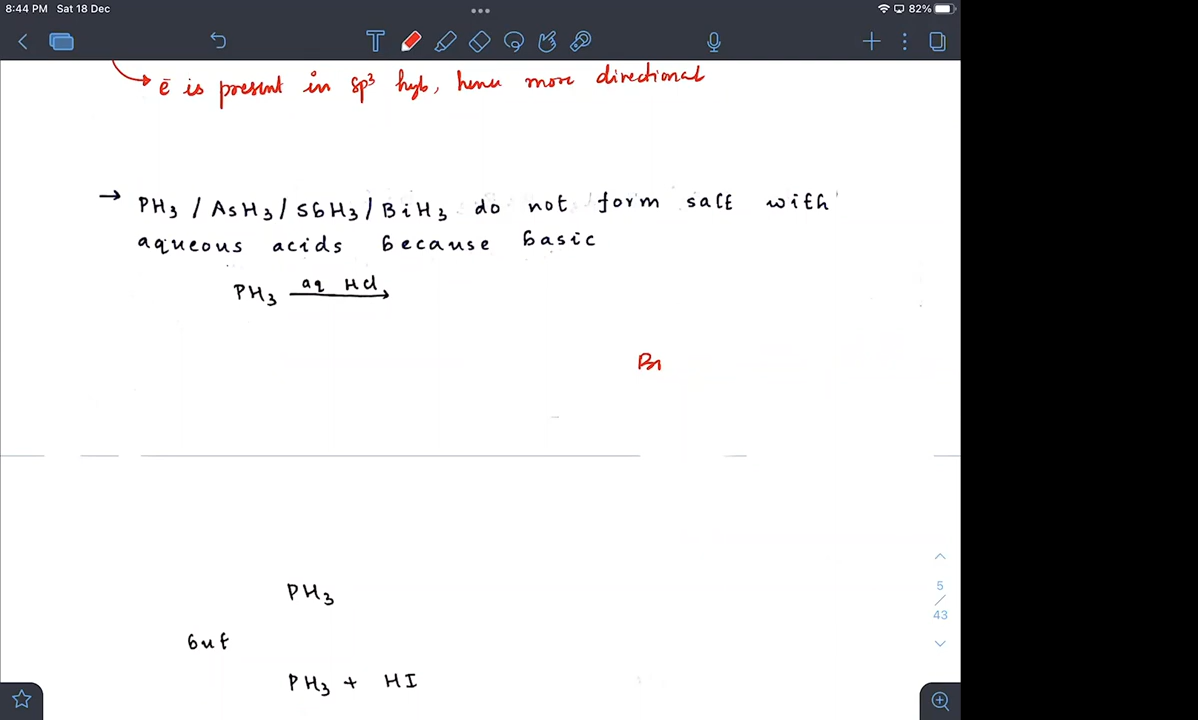 8:44 PM Sat 18 Dec
82%
ē is present in sp³ hyb, hence more directional
→ PH₃ / AsH₃ / SbH₃ / BiH₃ do not form salt with
aqueous acids because basic
PH₃ aq HCl →
Br
5
/
43
PH₃
but
PH₃ + HI